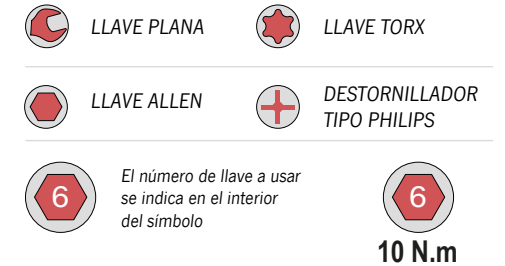 LLAVE PLANA
LLAVE TORX
LLAVE ALLEN
DESTORNILLADOR
TIPO PHILIPS
6
El número de llave a usar
se indica en el interior
del símbolo
6
10 N.m